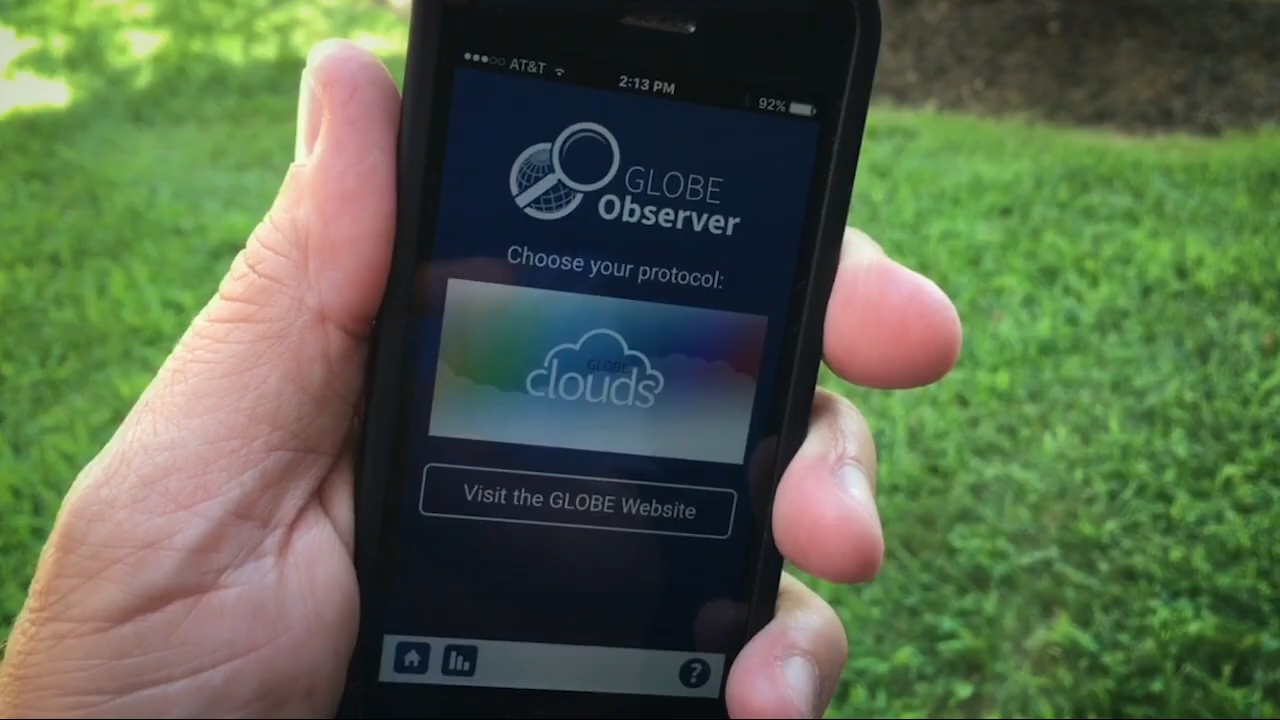 AT&T
2:13 PM
92%
GLOBE
Observer
Choose your protocol:
GLOBE
clouds
Visit the GLOBE Website
?